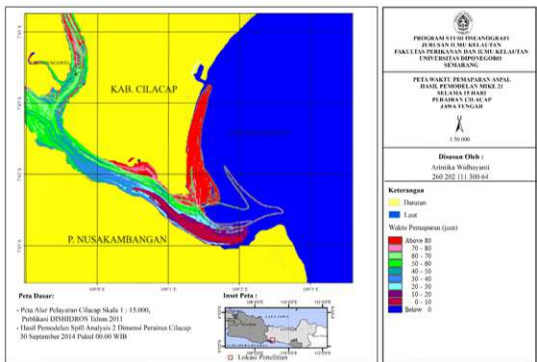 KAB. CILACAP
P. NUSAKAMBANGAN
Peta Dasar:
- Peta Alur Pelayaran Cilacap Skala 1 : 15.000,
Publikasi DISHIDROS Tahun 2011
- Hasil Pemodelan Spill Analysis 2 Dimensi Perairan Cilacap
30 September 2014 Pukul 00.00 WIB
Inset Peta :
Lokasi Penelitian
PROGRAM STUDI OSEANOGRAFI
JURUSAN ILMU KELAUTAN
FAKULTAS PERIKANAN DAN ILMU KELAUTAN
UNIVERSITAS DIPONEGORO
SEMARANG
PETA WAKTU PEMAPARAN ASPAL
HASIL PEMODELAN MIKE 21
SELAMA 15 HARI
PERAIRAN CILACAP
JAWA TENGAH
1:50.000
Disusun Oleh :
Arimika Widhayanti
260 202 111 300 64
Keterangan
Daratan
Laut
Waktu Pemaparan (jam)
Above 80
70 - 80
60 - 70
50 - 60
40 - 50
30 - 40
20 - 30
10 - 20
0 - 10
Below 0